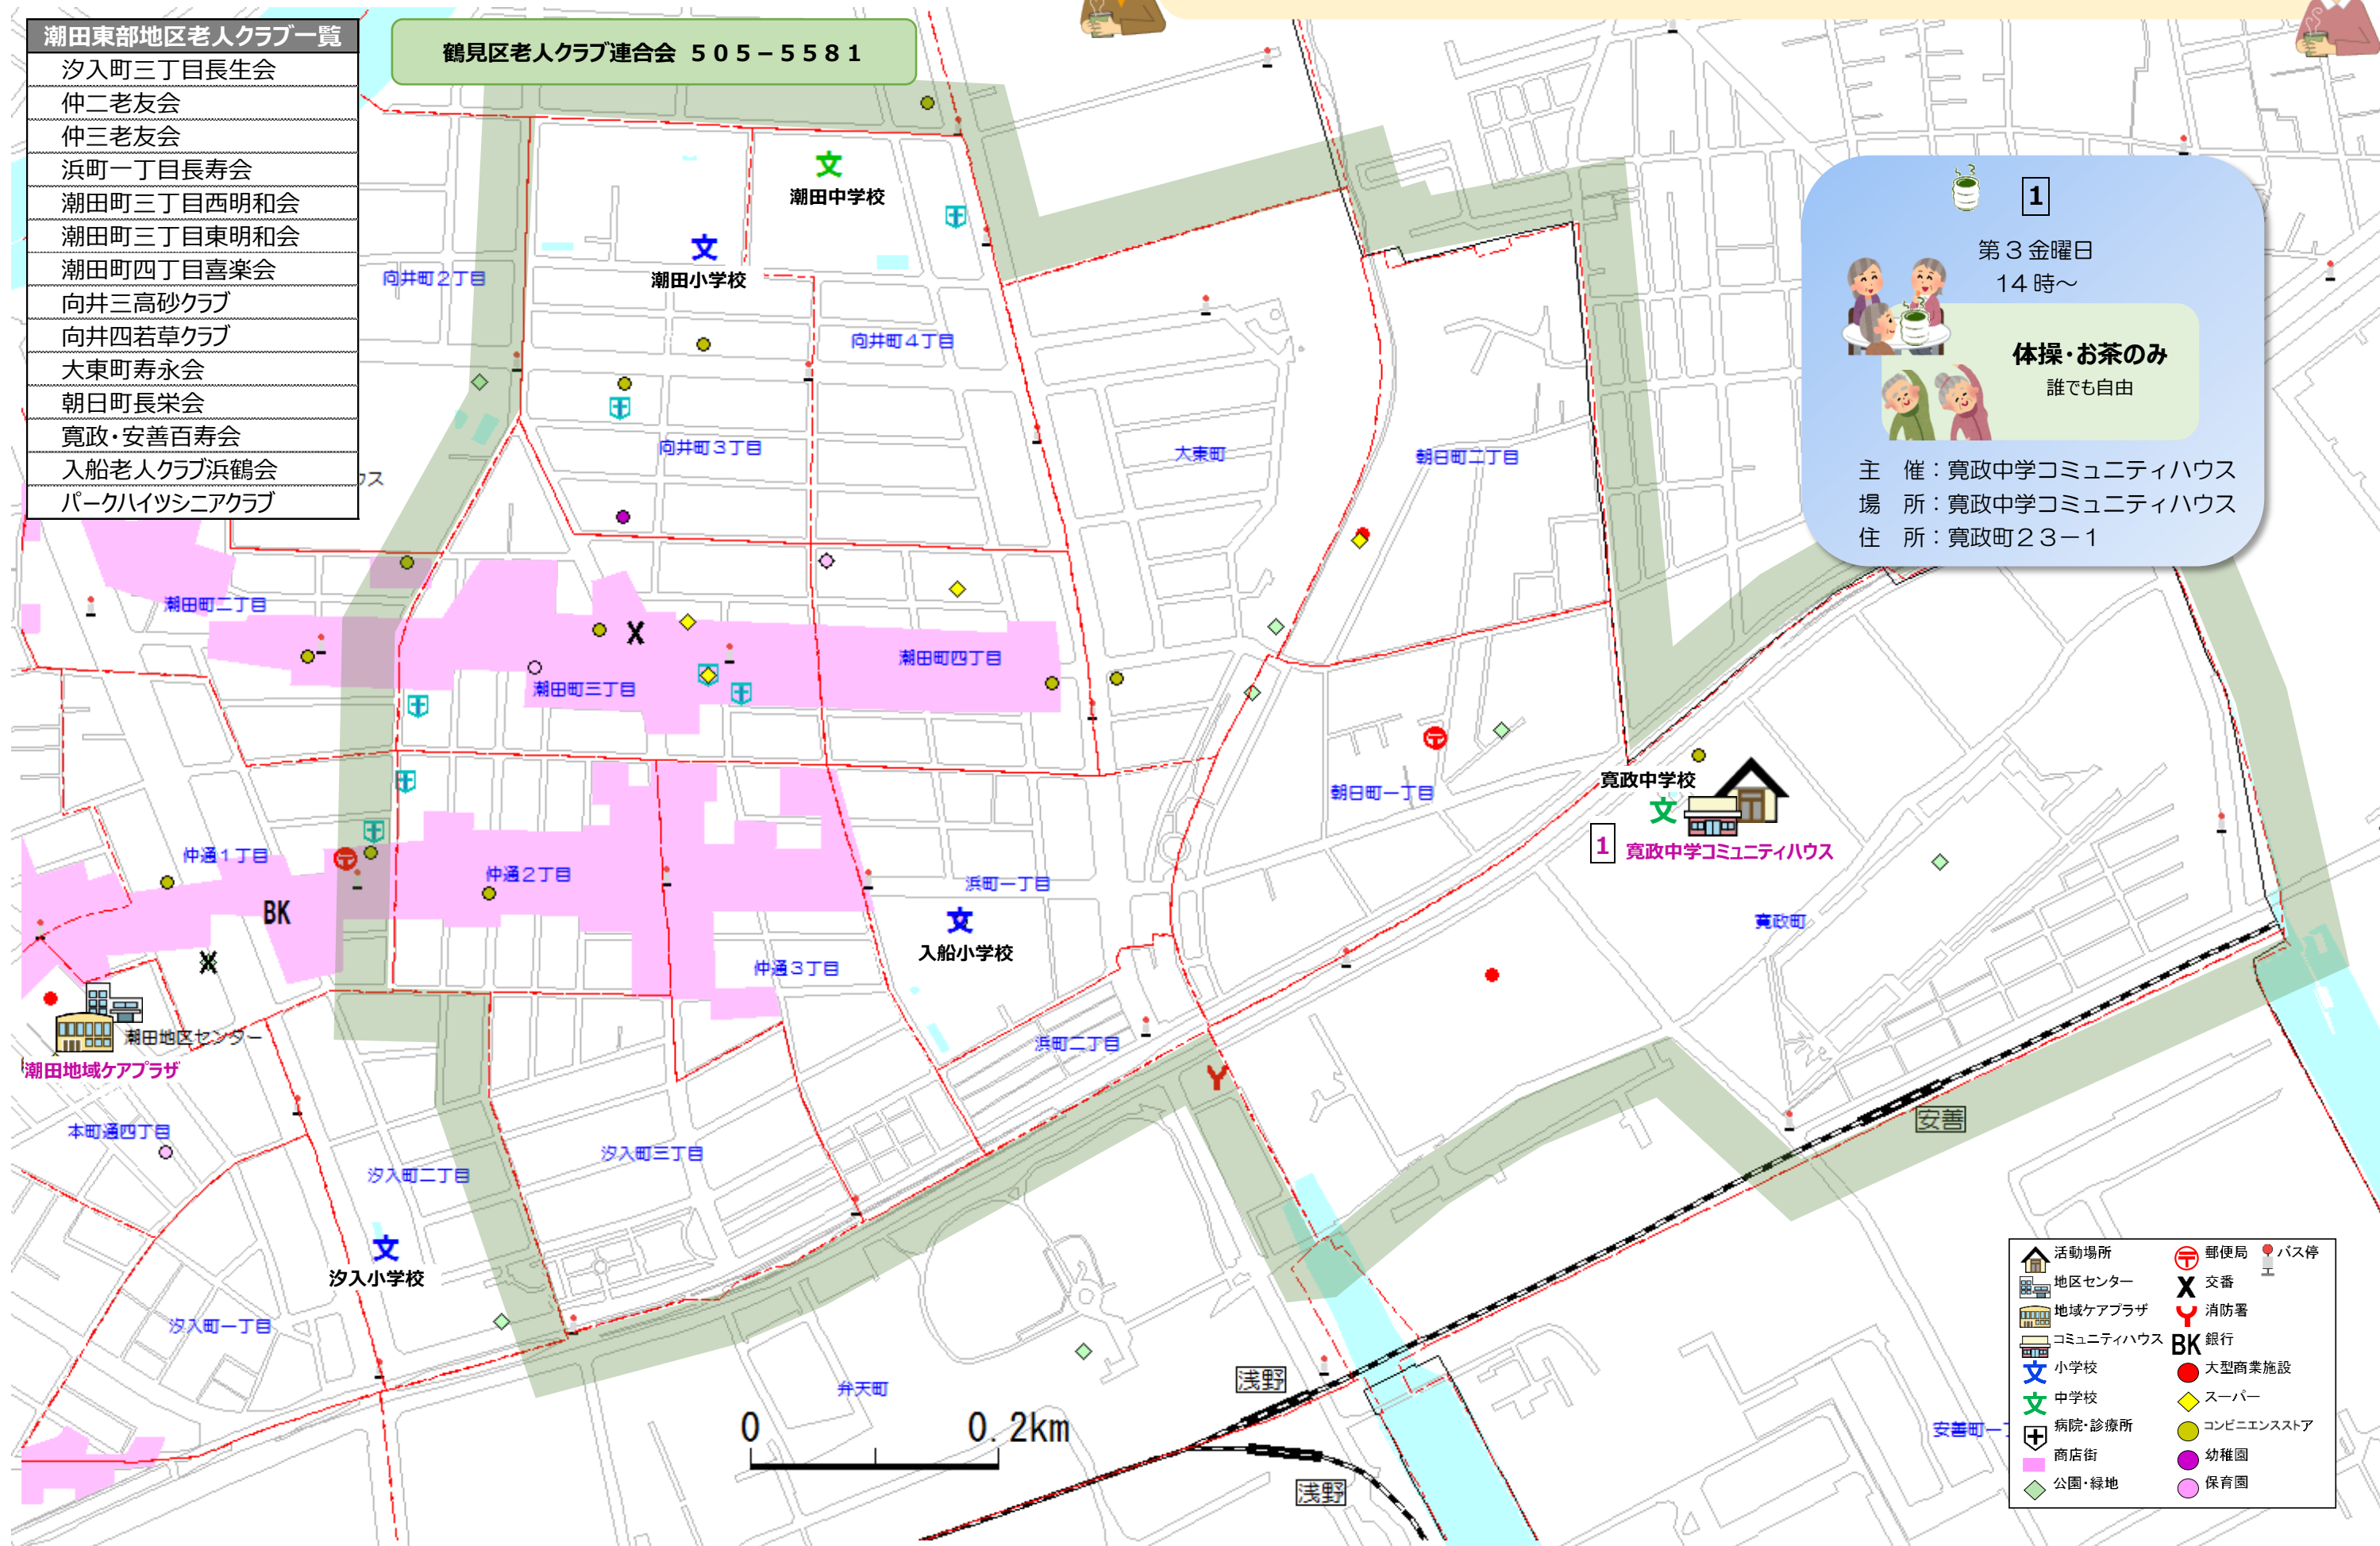 潮田東部地区老人クラブ一覧
汐入町三丁目長生会
仲二老友会
仲三老友会
浜町一丁目長寿会
潮田町三丁目西明和会
潮田町三丁目東明和会
潮田町四丁目喜楽会
向井三高砂クラブ
向井四若草クラブ
大東町寿永会
朝日町長栄会
寛政・安善百寿会
入船老人クラブ浜鶴会
パークハイツシニアクラブ
鶴見区老人クラブ連合会 ５０５－５５８１
1
第３金曜日
14時～
体操・お茶のみ
誰でも自由
主　催：寛政中学コミュニティハウス
場　所：寛政中学コミュニティハウス
住　所：寛政町２３－１
文
潮田中学校
文
潮田小学校
向井町２丁目
向井町４丁目
向井町３丁目
大東町
朝日町二丁目
ウス
潮田町二丁目
X
潮田町四丁目
潮田町三丁目
朝日町一丁目
寛政中学校
文
1 寛政中学コミュニティハウス
仲通１丁目
仲通２丁目
浜町一丁目
BK
文
入船小学校
寛政町
X
仲通３丁目
潮田地区センター
潮田地域ケアプラザ
浜町二丁目
Y
安善
本町通四丁目
汐入町二丁目
汐入町三丁目
文
汐入小学校
汐入町一丁目
弁天町
浅野
浅野
安善町一丁
0 0.2km
活動場所 郵便局 バス停
地区センター X 交番
地域ケアプラザ Y 消防署
コミュニティハウス BK 銀行
文 小学校 大型商業施設
文 中学校 スーパー
病院・診療所 コンビニエンスストア
商店街 幼稚園
公園・緑地 保育園